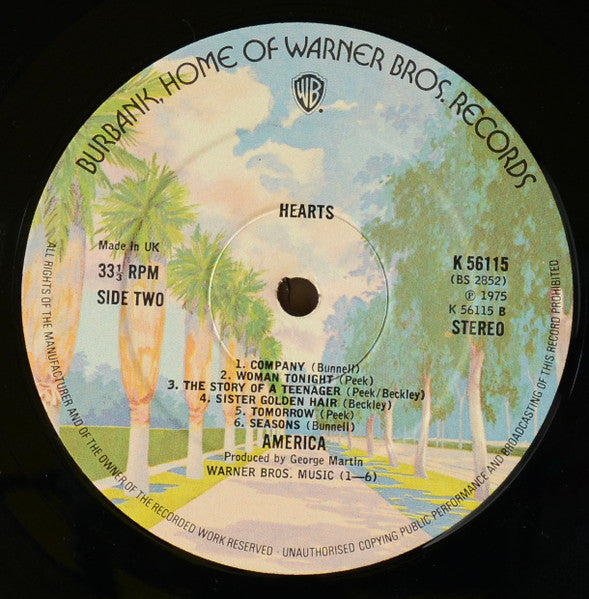 BURBANK, HOME OF WARNER BROS. RECORDS
WB
HEARTS
Made in UK
33⅓ RPM
SIDE TWO
K 56115
(BS 2852)
℗ 1975
K 56115 B
STEREO
1. COMPANY (Bunnell)
2. WOMAN TONIGHT (Peek)
3. THE STORY OF A TEENAGER (Peek/Beckley)
4. SISTER GOLDEN HAIR (Beckley)
5. TOMORROW (Peek)
6. SEASONS (Bunnell)
AMERICA
Produced by George Martin
WARNER BROS. MUSIC (1—6)
ALL RIGHTS OF THE MANUFACTURER AND OF THE OWNER OF THE RECORDED WORK RESERVED · UNAUTHORISED COPYING PUBLIC PERFORMANCE AND BROADCASTING OF THIS RECORD PROHIBITED